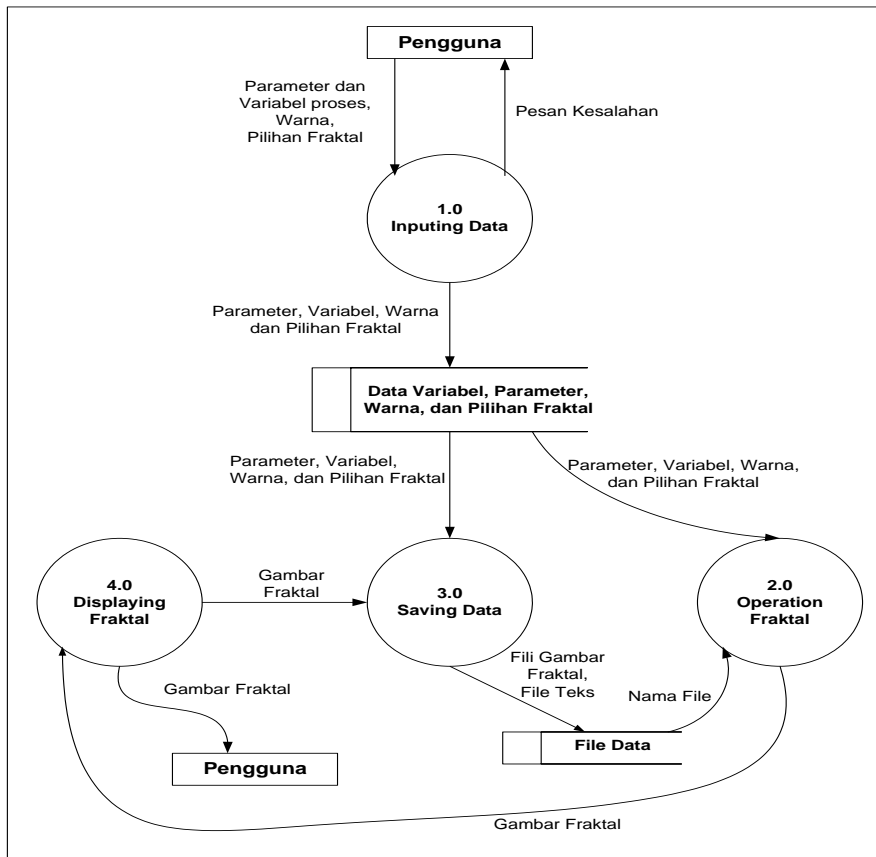 Pengguna
Parameter dan
Variabel proses,
Warna,
Pilihan Fraktal
Pesan Kesalahan
1.0
Inputing Data
Parameter, Variabel, Warna
dan Pilihan Fraktal
Data Variabel, Parameter,
Warna, dan Pilihan Fraktal
Parameter, Variabel,
Warna, dan Pilihan Fraktal
Parameter, Variabel, Warna,
dan Pilihan Fraktal
4.0
Displaying
Fraktal
Gambar
Fraktal
3.0
Saving Data
2.0
Operation
Fraktal
Fili Gambar
Fraktal,
File Teks
Nama File
Gambar Fraktal
File Data
Pengguna
Gambar Fraktal